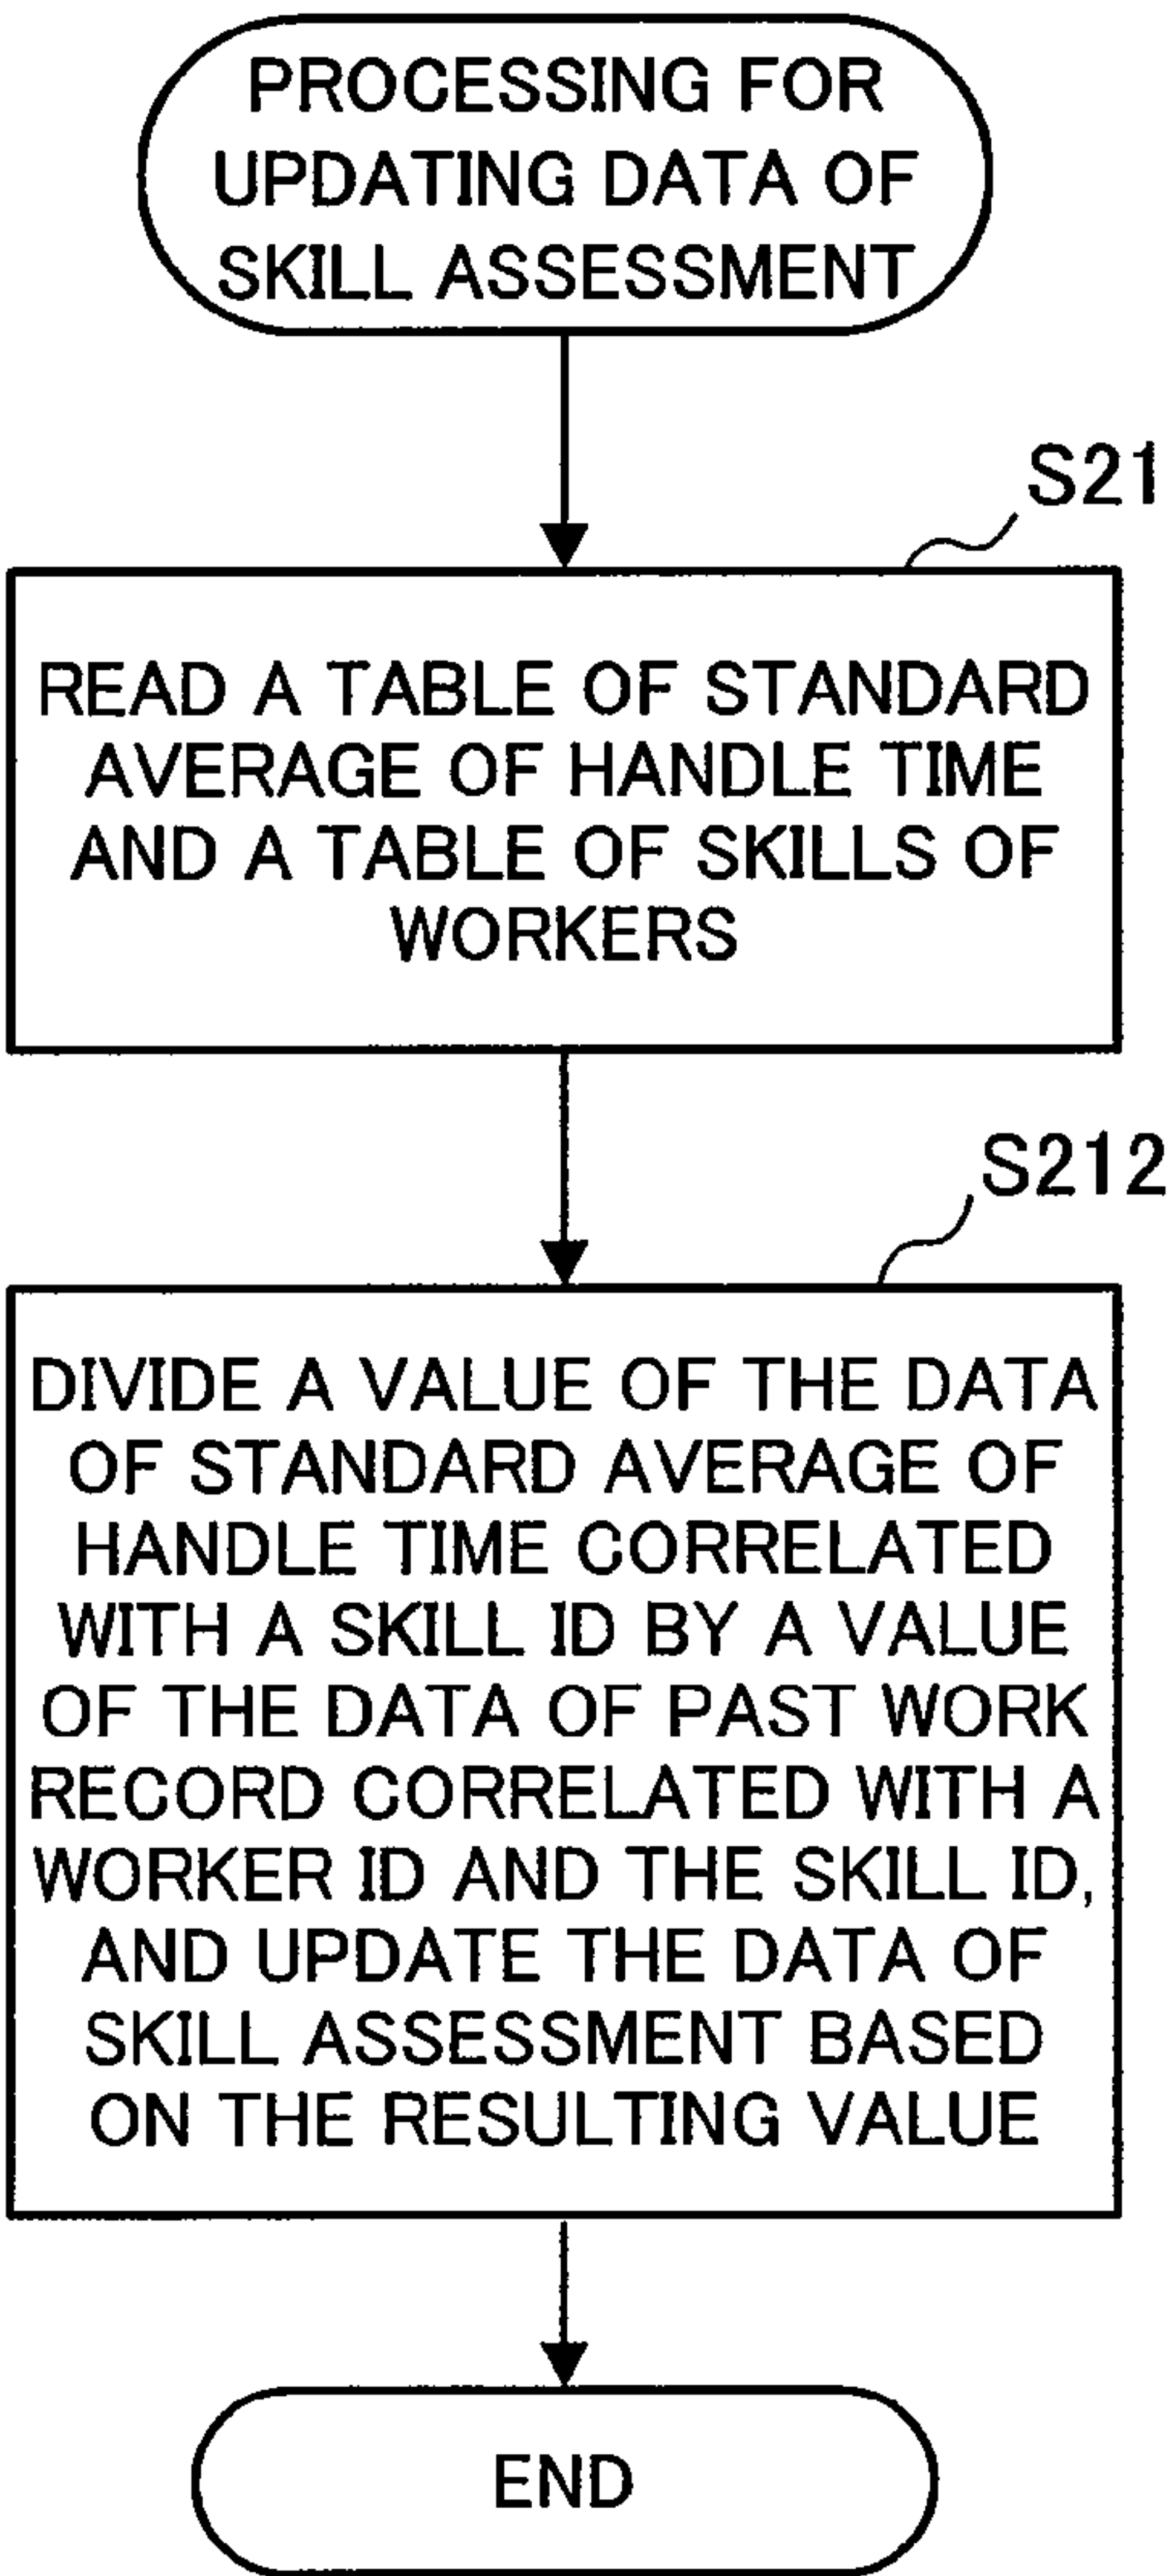 PROCESSING FOR
UPDATING DATA OF
SKILL ASSESSMENT
S21
READ A TABLE OF STANDARD
AVERAGE OF HANDLE TIME
AND A TABLE OF SKILLS OF
WORKERS
S212
DIVIDE A VALUE OF THE DATA
OF STANDARD AVERAGE OF
HANDLE TIME CORRELATED
WITH A SKILL ID BY A VALUE
OF THE DATA OF PAST WORK
RECORD CORRELATED WITH A
WORKER ID AND THE SKILL ID,
AND UPDATE THE DATA OF
SKILL ASSESSMENT BASED
ON THE RESULTING VALUE
END